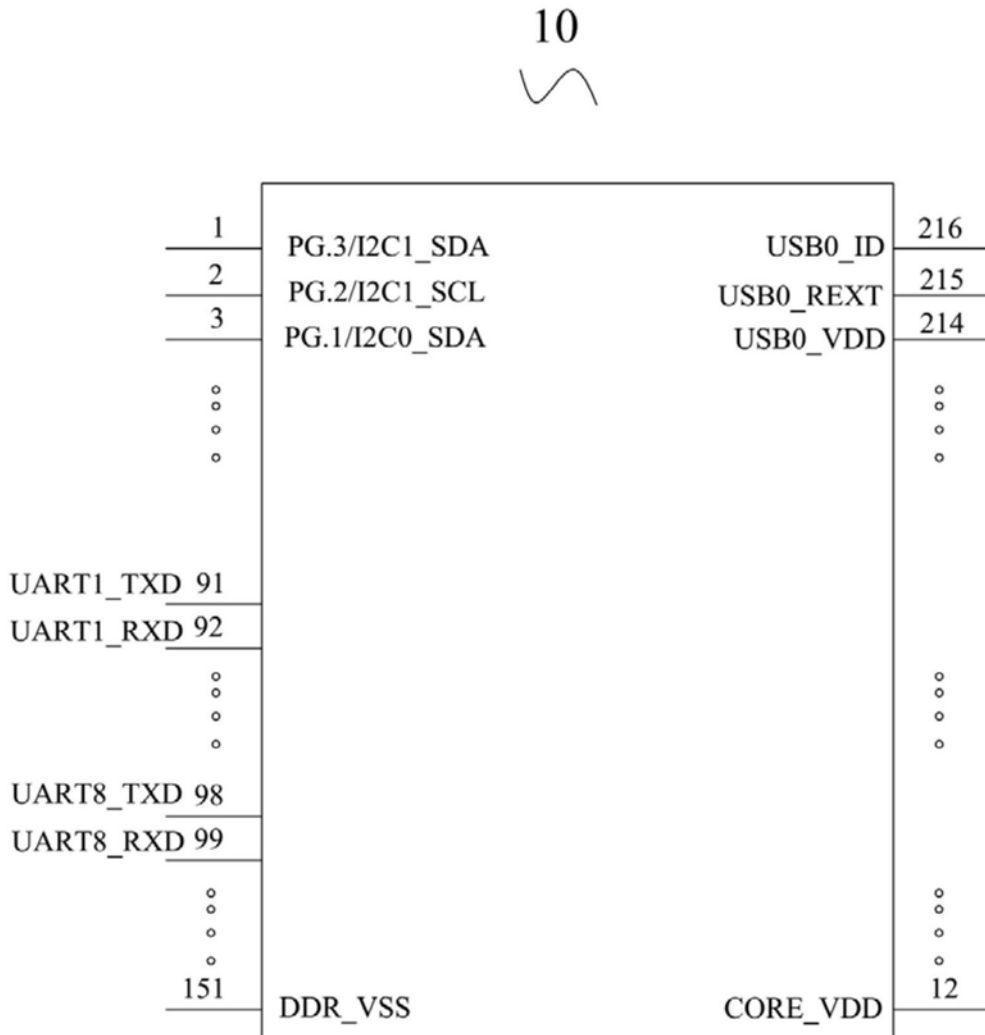 10
1 PG.3/I2C1_SDA USB0_ID 216
2 PG.2/I2C1_SCL USB0_REXT 215
3 PG.1/I2C0_SDA USB0_VDD 214
UART1_TXD 91
UART1_RXD 92
UART8_TXD 98
UART8_RXD 99
151 DDR_VSS CORE_VDD 12